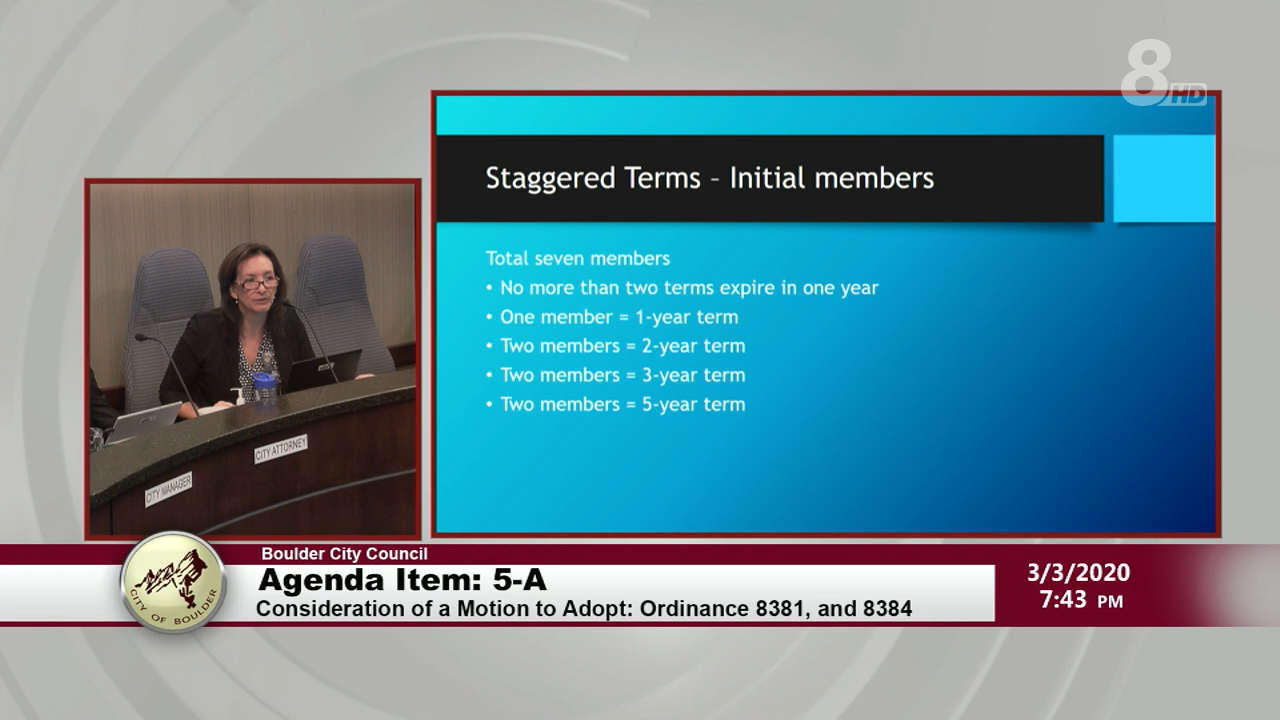 8HD
Staggered Terms – Initial members
Total seven members
• No more than two terms expire in one year
• One member = 1-year term
• Two members = 2-year term
• Two members = 3-year term
• Two members = 5-year term
CITY MANAGER
CITY ATTORNEY
CITY OF BOULDER
Boulder City Council
Agenda Item: 5-A
Consideration of a Motion to Adopt: Ordinance 8381, and 8384
3/3/2020
7:43 PM